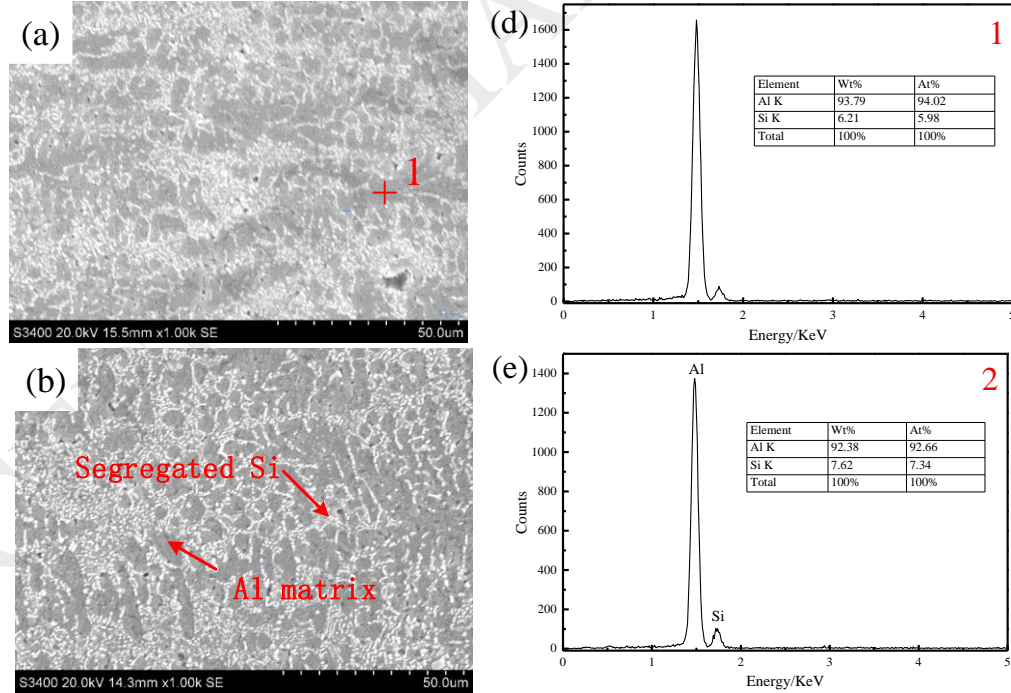 (a)
1
S3400 20.0kV 15.5mm x1.00k SE 50.0um
(d)
1
1600
1400
1200
1000
800
600
400
200
0
Counts
Element Wt% At%
Al K 93.79 94.02
Si K 6.21 5.98
Total 100% 100%
0 1 2 3 4 5
Energy/KeV
(b)
Segregated Si
Al matrix
S3400 20.0kV 14.3mm x1.00k SE 50.0um
(e)
2
Al
Si
1400
1200
1000
800
600
400
200
0
Counts
Element Wt% At%
Al K 92.38 92.66
Si K 7.62 7.34
Total 100% 100%
0 1 2 3 4 5
Energy/KeV